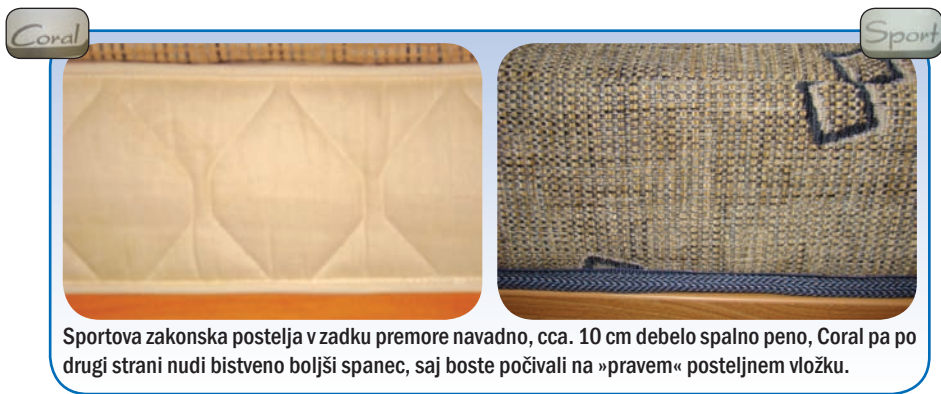 Coral
Sport
Sportova zakonska postelja v zadku premore navadno, cca. 10 cm debelo spalno peno, Coral pa po
drugi strani nudi bistveno boljši spanec, saj boste počivali na »pravem« posteljnem vložku.